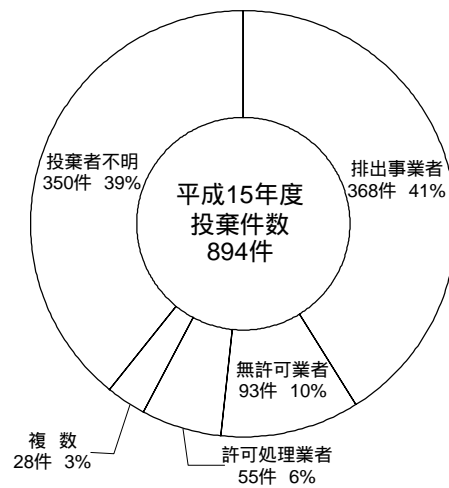 平成15年度
投棄件数
894件
排出事業者
368件 41%
無許可業者
93件 10%
許可処理業者
55件 6%
複 数
28件 3%
投棄者不明
350件 39%